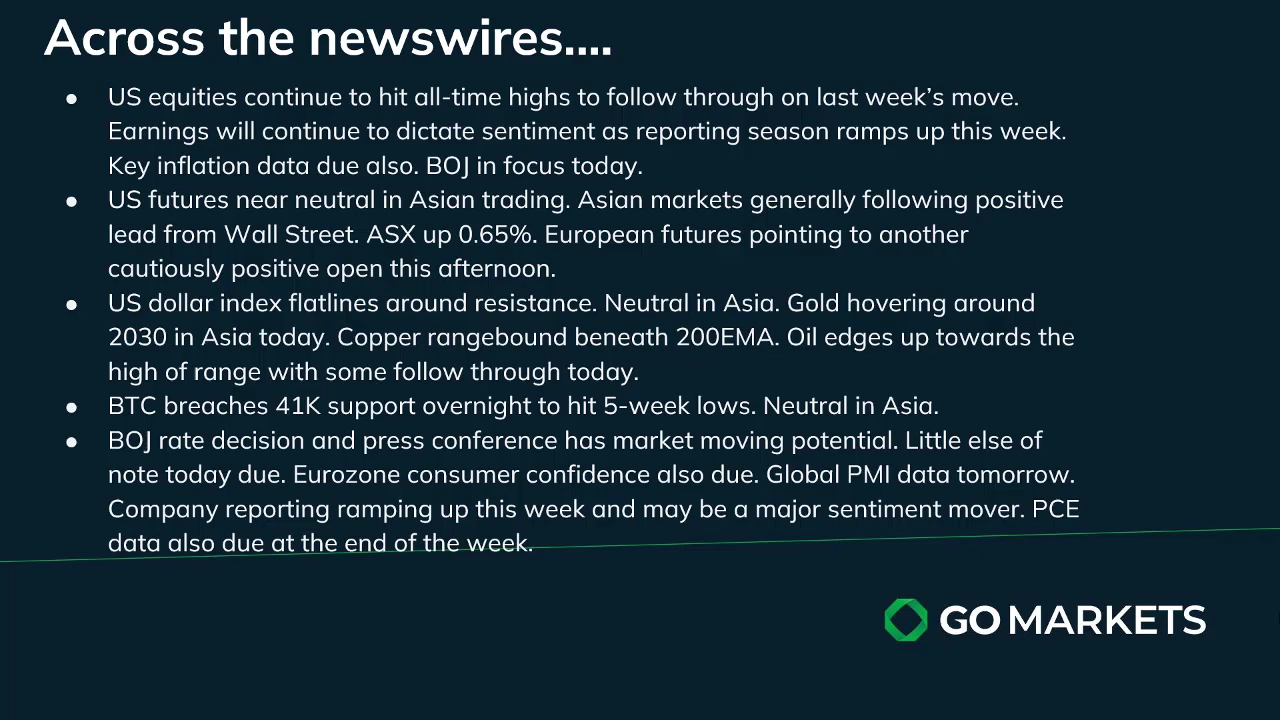 Across the newswires....
● US equities continue to hit all-time highs to follow through on last week’s move.
Earnings will continue to dictate sentiment as reporting season ramps up this week.
Key inflation data due also. BOJ in focus today.
● US futures near neutral in Asian trading. Asian markets generally following positive
lead from Wall Street. ASX up 0.65%. European futures pointing to another
cautiously positive open this afternoon.
● US dollar index flatlines around resistance. Neutral in Asia. Gold hovering around
2030 in Asia today. Copper rangebound beneath 200EMA. Oil edges up towards the
high of range with some follow through today.
● BTC breaches 41K support overnight to hit 5-week lows. Neutral in Asia.
● BOJ rate decision and press conference has market moving potential. Little else of
note today due. Eurozone consumer confidence also due. Global PMI data tomorrow.
Company reporting ramping up this week and may be a major sentiment mover. PCE
data also due at the end of the week.
GO MARKETS